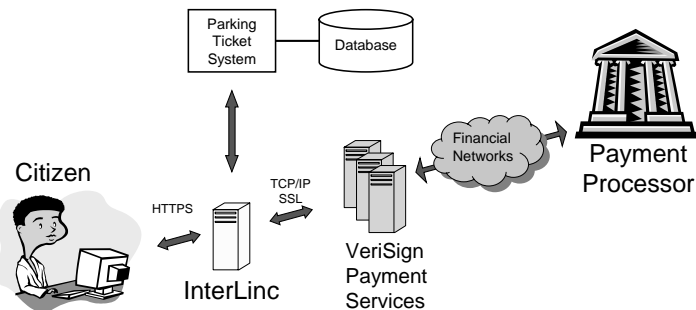 Parking
Ticket
System
Database
Financial
Networks
Payment
Processor
Citizen
HTTPS
TCP/IP
SSL
InterLinc
VeriSign
Payment
Services